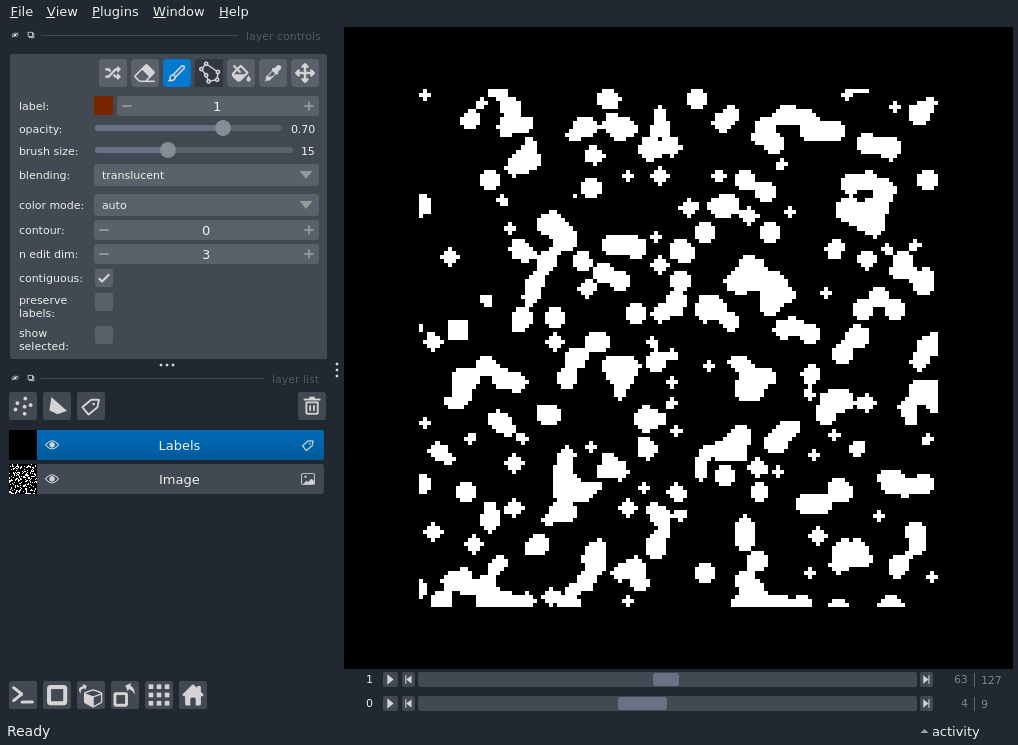 File View Plugins Window Help
layer controls
label: 1
opacity: 0.70
brush size: 15
blending: translucent
color mode: auto
contour: 0
n edit dim: 3
contiguous:
preserve
labels:
show
selected:
layer list
Labels
Image
1 63 127
0 4 9
Ready activity